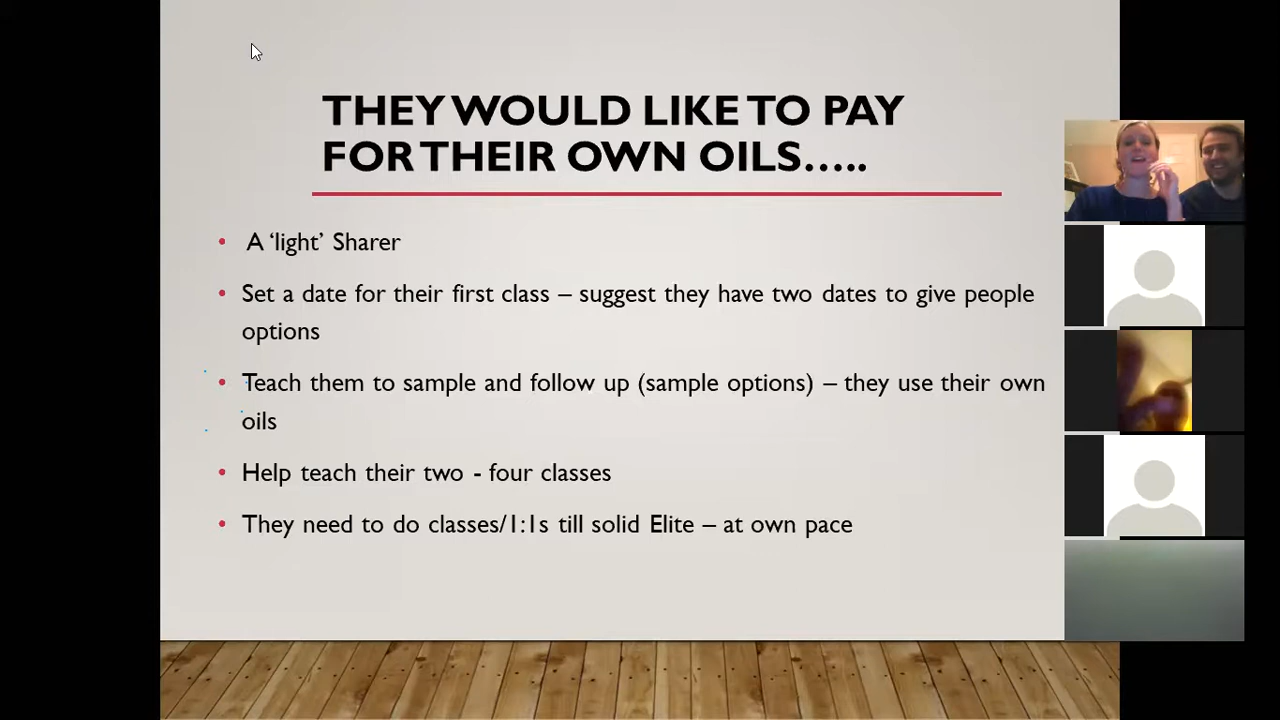 THEY WOULD LIKE TO PAY
FOR THEIR OWN OILS…..
• A ‘light’ Sharer
• Set a date for their first class – suggest they have two dates to give people
options
• Teach them to sample and follow up (sample options) – they use their own
oils
• Help teach their two - four classes
• They need to do classes/1:1s till solid Elite – at own pace